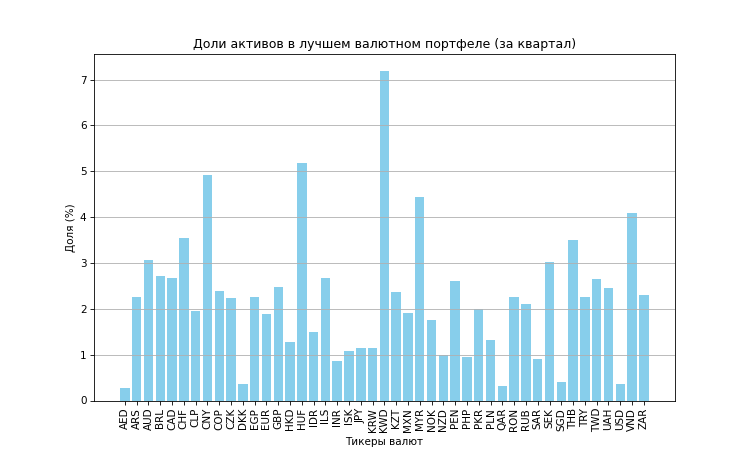 Доли активов в лучшем валютном портфеле (за квартал)
Доля (%)
7
6
5
4
3
2
1
0
AED ARS AUD BRL CAD CHF CLP CNY COP CZK DKK EGP EUR GBP HKD HUF IDR ILS INR ISK JPY KRW KWD KZT MXN MYR NOK NZD PEN PHP PKR PLN QAR RON RUB SAR SEK SGD THB TRY TWD UAH USD VND ZAR
Тикеры валют